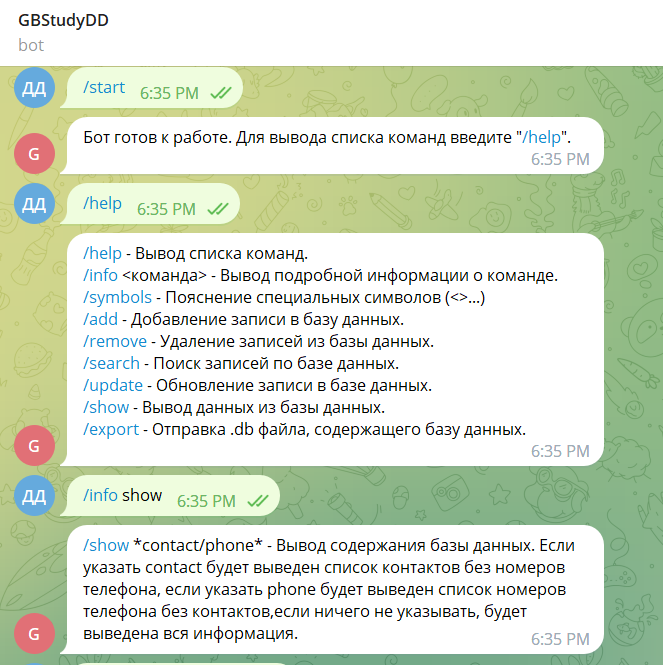 GBStudyDD
bot
ДД
/start 6:35 PM
Бот готов к работе. Для вывода списка команд введите "/help".
G
6:35 PM
ДД
/help 6:35 PM
/help - Вывод списка команд.
/info <команда> - Вывод подробной информации о команде.
/symbols - Пояснение специальных символов (<>...)
/add - Добавление записи в базу данных.
/remove - Удаление записей из базы данных.
/search - Поиск записей по базе данных.
/update - Обновление записи в базе данных.
/show - Вывод данных из базы данных.
/export - Отправка .db файла, содержащего базу данных.
G
6:35 PM
ДД
/info show 6:35 PM
/show *contact/phone* - Вывод содержания базы данных. Если
указать contact будет выведен список контактов без номеров
телефона, если указать phone будет выведен список номеров
телефона без контактов,если ничего не указывать, будет
выведена вся информация.
G
6:35 PM
ДД